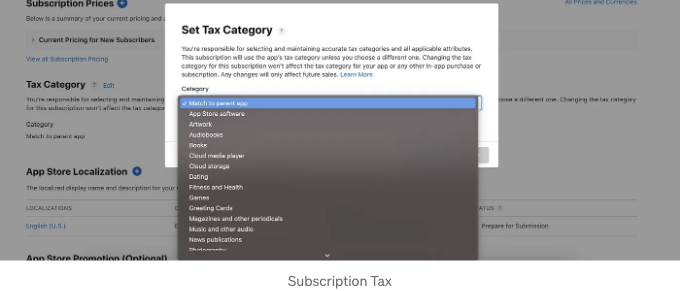 Subscription Prices
All Prices and Currencies
Below is a summary of your current pricing and
Current Pricing for New Subscribers
View all Subscription Pricing
Set Tax Category ?
You're responsible for selecting and maintaining accurate tax categories and all applicable attributes.
This subscription will use the app's tax category unless you choose a different one. Changing the tax
category for this subscription won't affect the tax category for your app or any other in-app purchase or
subscription. Any changes will only affect future sales. Learn More
Category
Tax Category ? Edit
You're responsible for selecting and maintaining
oose a different one. Changing the tax category
for this subscription won't affect the tax categor
Category
Match to parent app
✓ Match to parent app
App Store software
Artwork
Audiobooks
Books
Cloud media player
Cloud storage
Dating
Fitness and Health
Games
Greeting Cards
Magazines and other periodicals
Music and other audio
News publications
Photography
App Store Localization
The localized display name and description for your
LOCALIZATIONS
ATUS ?
English (U.S.)
Prepare for Submission
App Store Promotion (Optional)
Subscription Tax